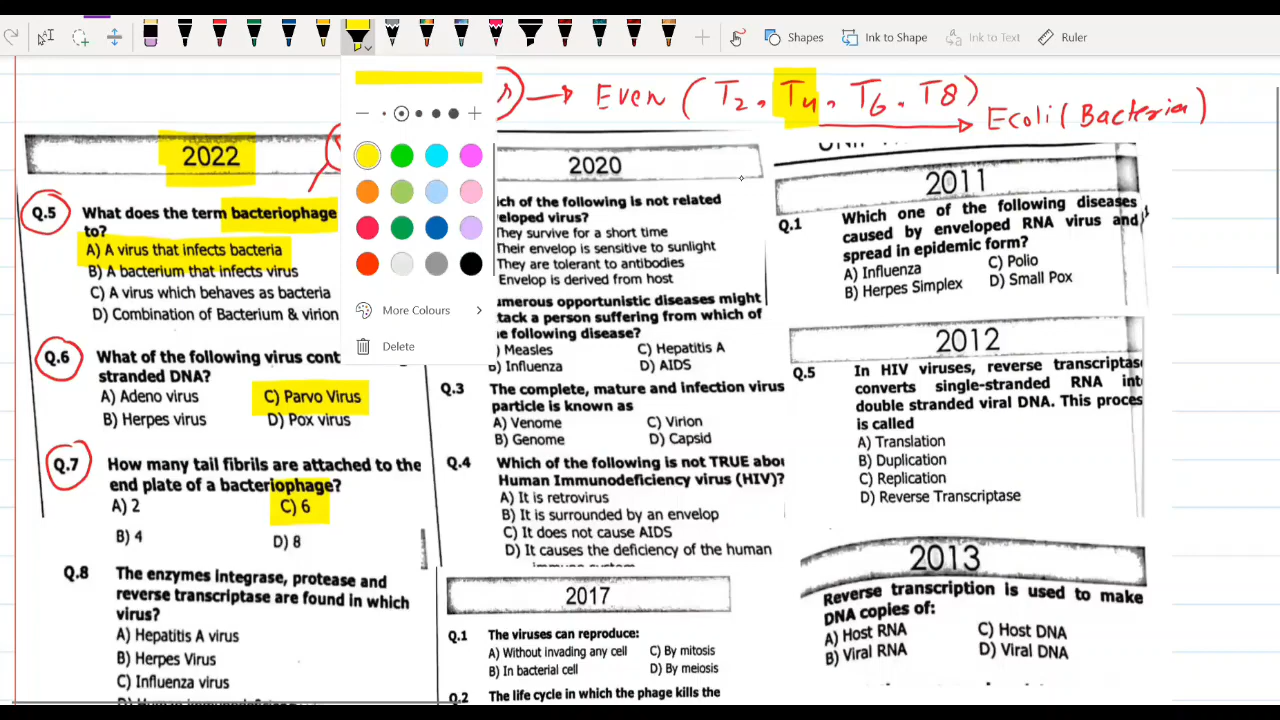 Shapes
Ink to Shape
Ink to Text
Ruler
→ Even ( T2, T4, T6, T8)
Ecoli (Bacteria)
More Colours
Delete
2022
Q.5 What does the term bacteriophage
to?
A) A virus that infects bacteria
B) A bacterium that infects virus
C) A virus which behaves as bacteria
D) Combination of Bacterium & virion
Q.6 What of the following virus cont
stranded DNA?
A) Adeno virus C) Parvo Virus
B) Herpes virus D) Pox virus
Q.7 How many tail fibrils are attached to the
end plate of a bacteriophage?
A) 2 C) 6
B) 4 D) 8
Q.8 The enzymes integrase, protease and
reverse transcriptase are found in which
virus?
A) Hepatitis A virus
B) Herpes Virus
C) Influenza virus
2020
ich of the following is not related
eloped virus?
They survive for a short time
Their envelop is sensitive to sunlight
They are tolerant to antibodies
Envelop is derived from host
umerous opportunistic diseases might
tack a person suffering from which of
e following disease?
) Measles C) Hepatitis A
) Influenza D) AIDS
Q.3 The complete, mature and infection virus
particle is known as
A) Venome C) Virion
B) Genome D) Capsid
Q.4 Which of the following is not TRUE abou
Human Immunodeficiency virus (HIV)?
A) It is retrovirus
B) It is surrounded by an envelop
C) It does not cause AIDS
D) It causes the deficiency of the human
2017
Q.1 The viruses can reproduce:
A) Without invading any cell C) By mitosis
B) In bacterial cell D) By meiosis
Q.2 The life cycle in which the phage kills the
2011
Q.1 Which one of the following diseases
caused by enveloped RNA virus and
spread in epidemic form?
A) Influenza C) Polio
B) Herpes Simplex D) Small Pox
2012
Q.5 In HIV viruses, reverse transcriptase
converts single-stranded RNA int
double stranded viral DNA. This proces
is called
A) Translation
B) Duplication
C) Replication
D) Reverse Transcriptase
2013
Reverse transcription is used to make
DNA copies of:
A) Host RNA C) Host DNA
B) Viral RNA D) Viral DNA